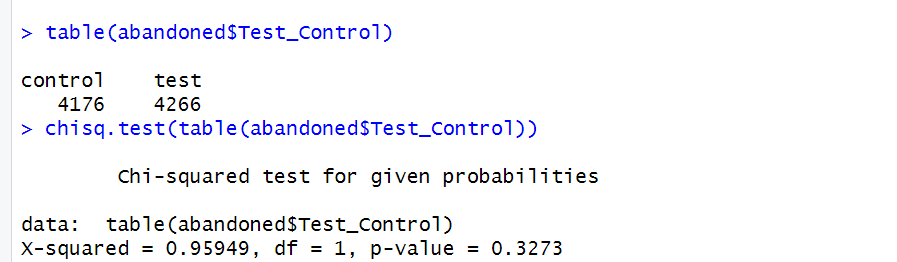 > table(abandoned$Test_Control)
control    test
   4176    4266
> chisq.test(table(abandoned$Test_Control))
        Chi-squared test for given probabilities
data:  table(abandoned$Test_Control)
X-squared = 0.95949, df = 1, p-value = 0.3273